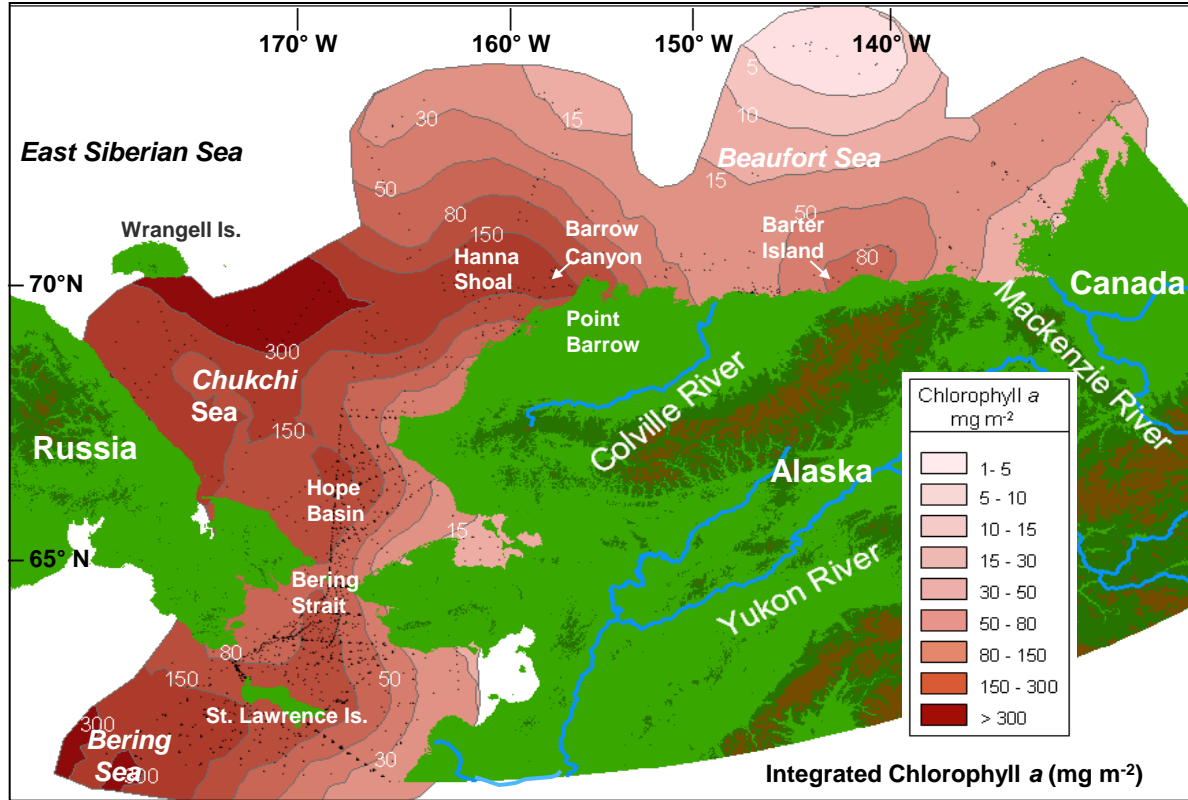 170° W
160° W
150° W
140° W
5
30
15
10
East Siberian Sea
Beaufort Sea
50
15
80
50
Wrangell Is.
150
Barrow
Canyon
Barter
Island
Hanna
Shoal
80
70°N
Canada
Point
Barrow
300
Mackenzie River
Chukchi
Sea
Colville River
150
Russia
Alaska
Hope
Basin
15
65° N
Bering
Strait
Yukon River
80
150
50
St. Lawrence Is.
300
Bering
Sea
300
30
Chlorophyll a
mg m-2
1- 5
5 - 10
10 - 15
15 - 30
30 - 50
50 - 80
80 - 150
150 - 300
> 300
Integrated Chlorophyll a (mg m-2)